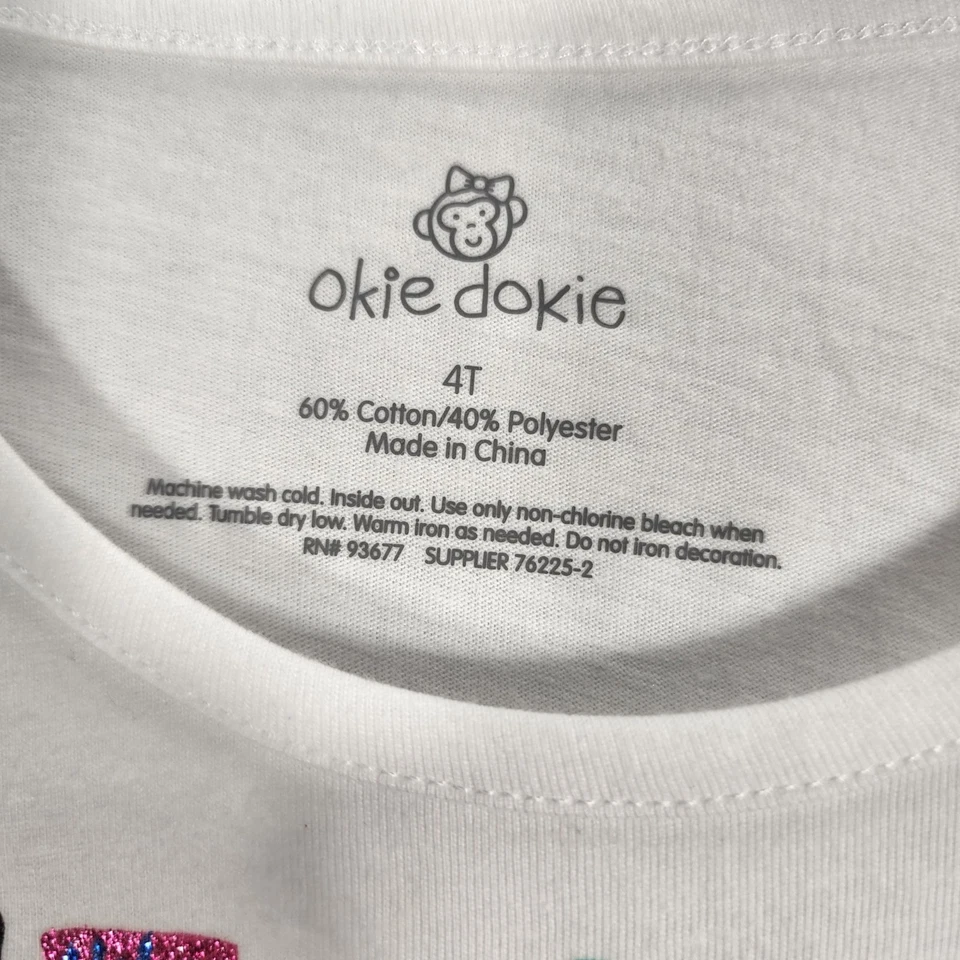 okie dokie
4T
60% Cotton/40% Polyester
Made in China
Machine wash cold. Inside out. Use only non-chlorine bleach when
needed. Tumble dry low. Warm iron as needed. Do not iron decoration.
RN# 93677 SUPPLIER 76225-2